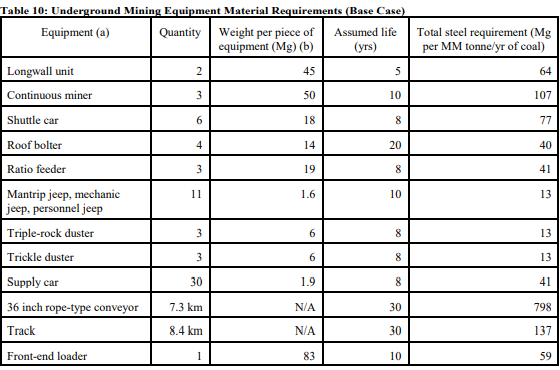 Table 10: Underground Mining Equipment Material Requirements (Base Case)
Equipment (a) Quantity Weight per piece of Assumed life Total steel requirement (Mg
equipment (Mg) (b) (yrs) per MM tonne/yr of coal)
Longwall unit 2 45 5 64
Continuous miner 3 50 10 107
Shuttle car 6 18 8 77
Roof bolter 4 14 20 40
Ratio feeder 3 19 8 41
Mantrip jeep, mechanic 11 1.6 10 13
jeep, personnel jeep
Triple-rock duster 3 6 8 13
Trickle duster 3 6 8 13
Supply car 30 1.9 8 41
36 inch rope-type conveyor 7.3 km N/A 30 798
Track 8.4 km N/A 30 137
Front-end loader 1 83 10 59